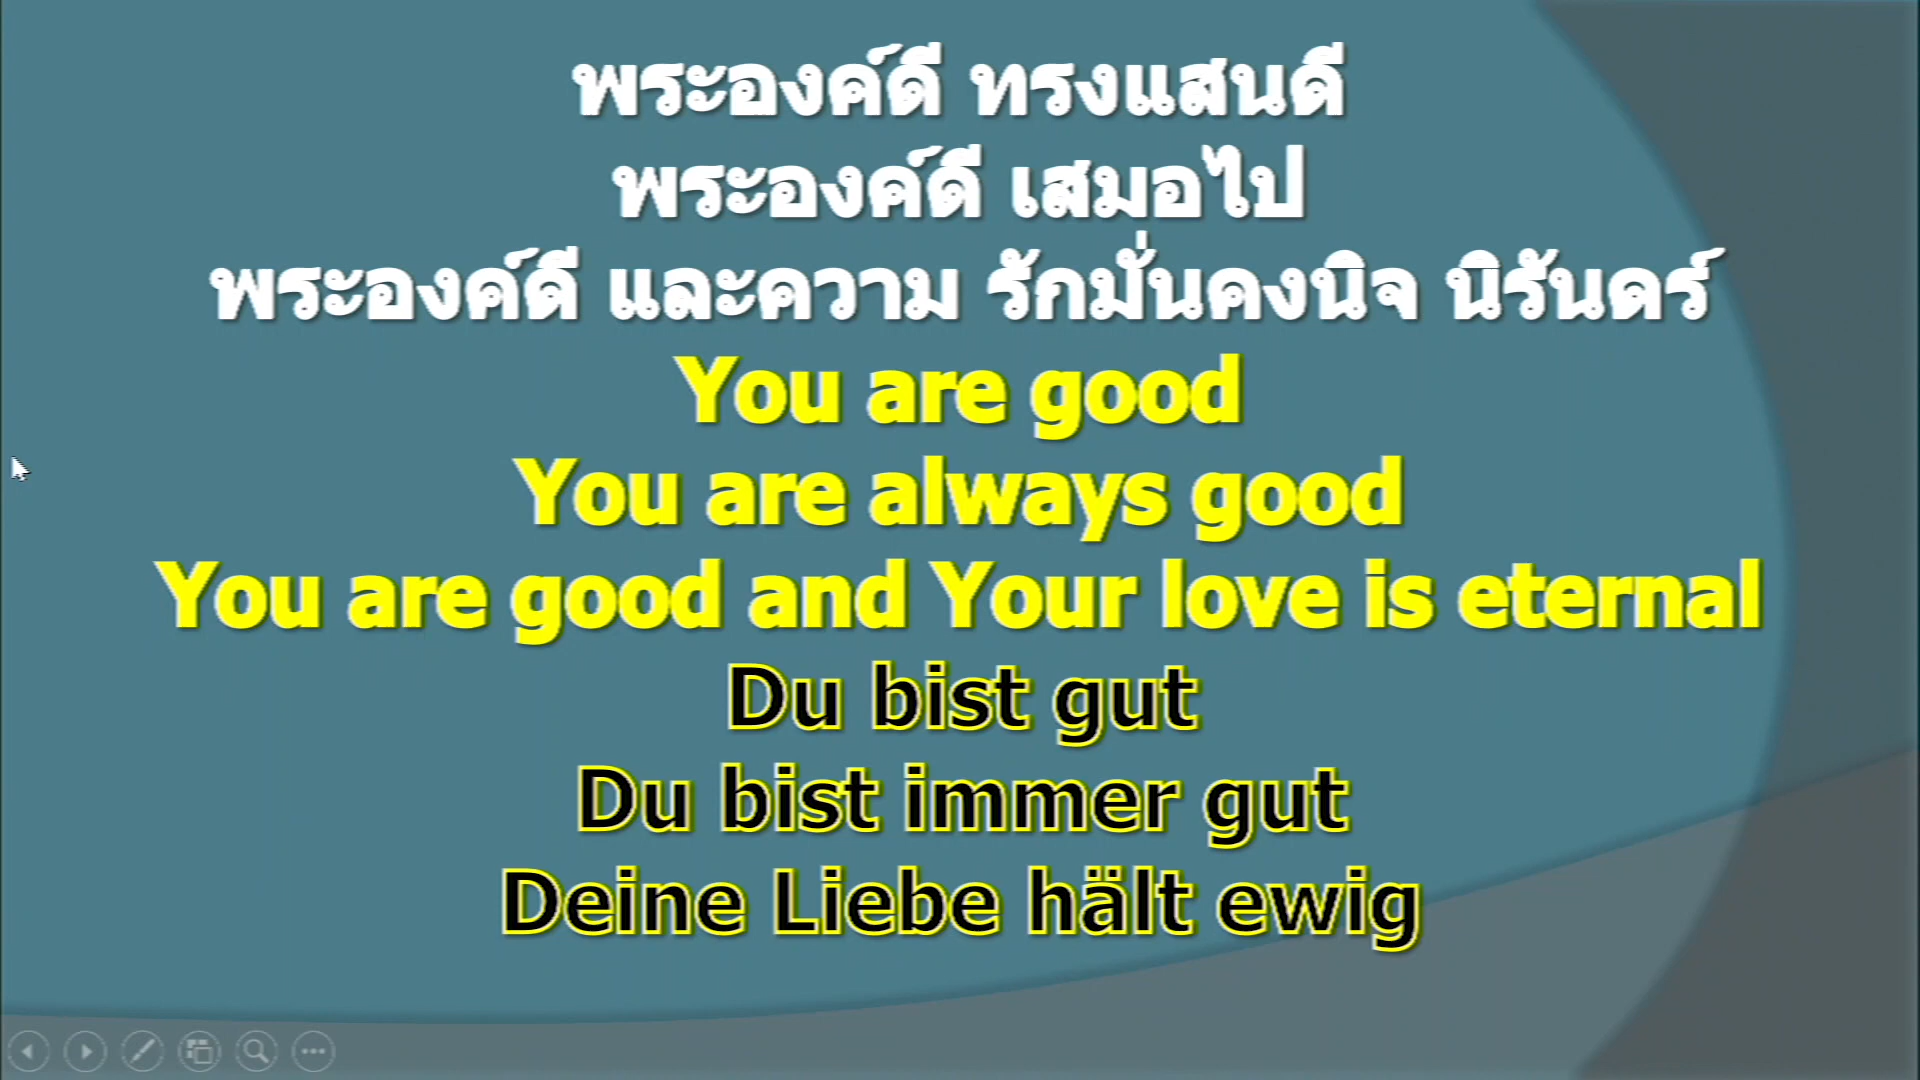 พระองค์ดี ทรงแสนดี
พระองค์ดี เสมอไป
พระองค์ดี และความ รักมั่นคงนิจ นิรันดร์
You are good
You are always good
You are good and Your love is eternal
Du bist gut
Du bist immer gut
Deine Liebe hält ewig